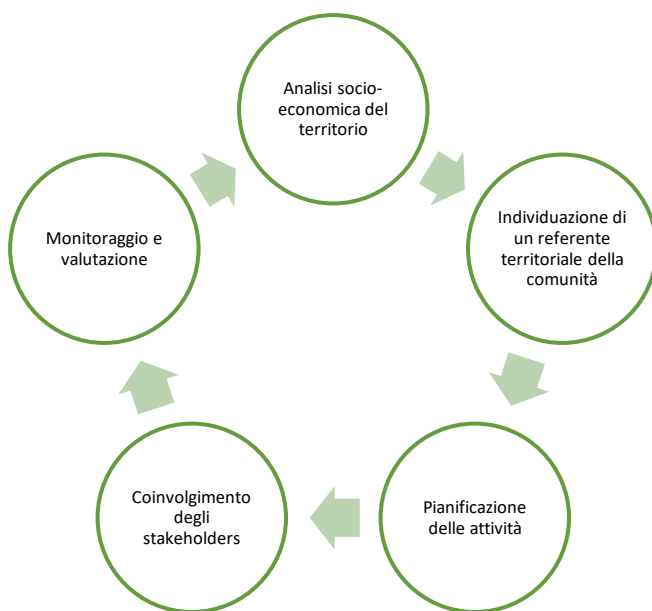 Analisi socio-
economica del
territorio
Individuazione di
un referente
territoriale della
comunità
Pianificazione
delle attività
Coinvolgimento
degli
stakeholders
Monitoraggio e
valutazione